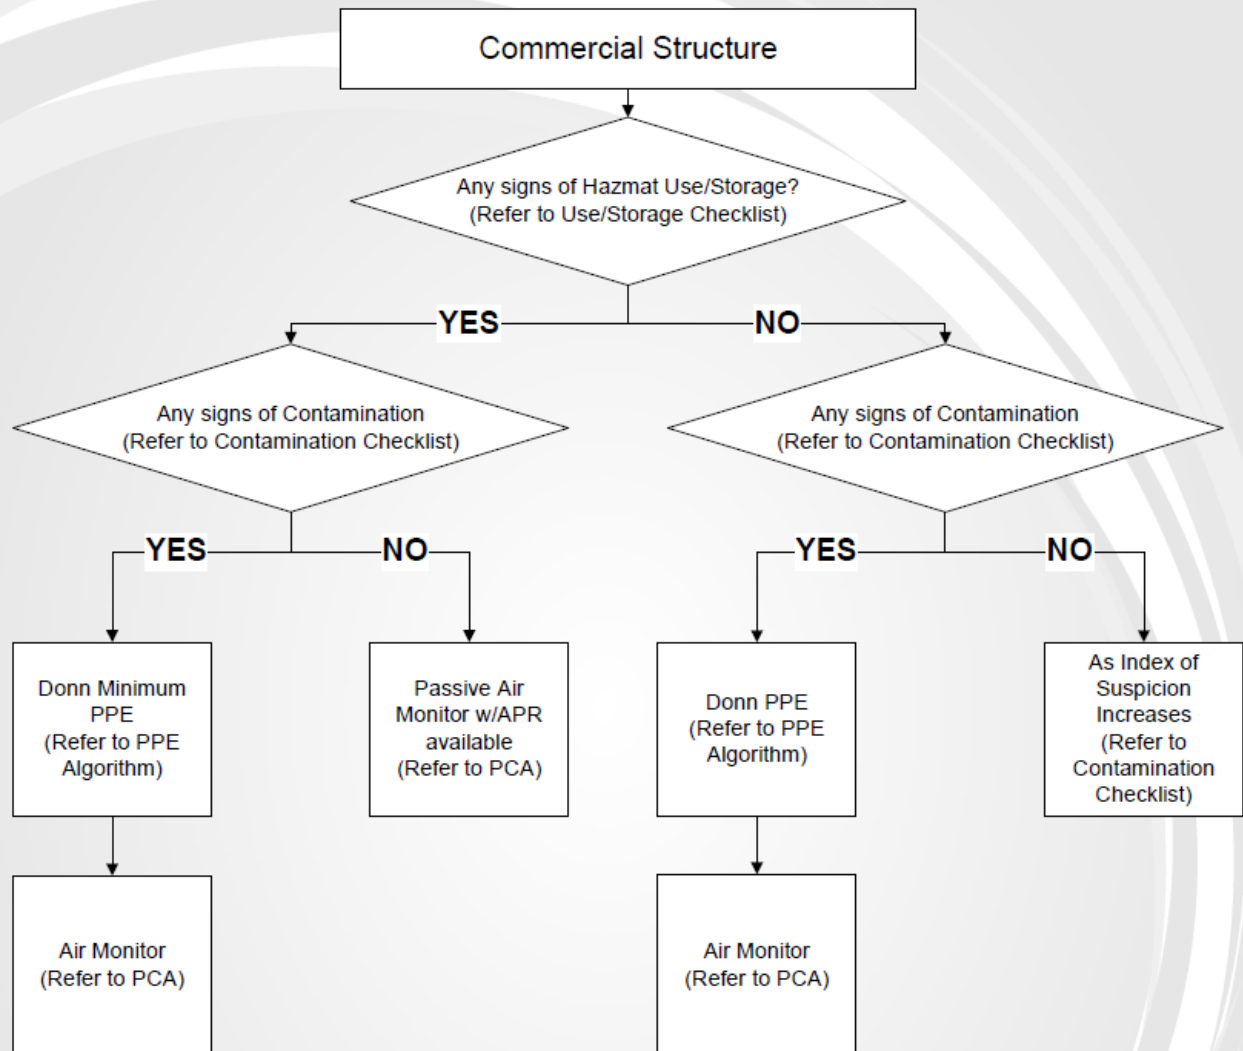 Commercial Structure
Any signs of Hazmat Use/Storage?
(Refer to Use/Storage Checklist)
YES
NO
Any signs of Contamination
(Refer to Contamination Checklist)
Any signs of Contamination
(Refer to Contamination Checklist)
YES
NO
YES
NO
Donn Minimum
PPE
(Refer to PPE
Algorithm)
Passive Air
Monitor w/APR
available
(Refer to PCA)
Donn PPE
(Refer to PPE
Algorithm)
As Index of
Suspicion
Increases
(Refer to
Contamination
Checklist)
Air Monitor
(Refer to PCA)
Air Monitor
(Refer to PCA)